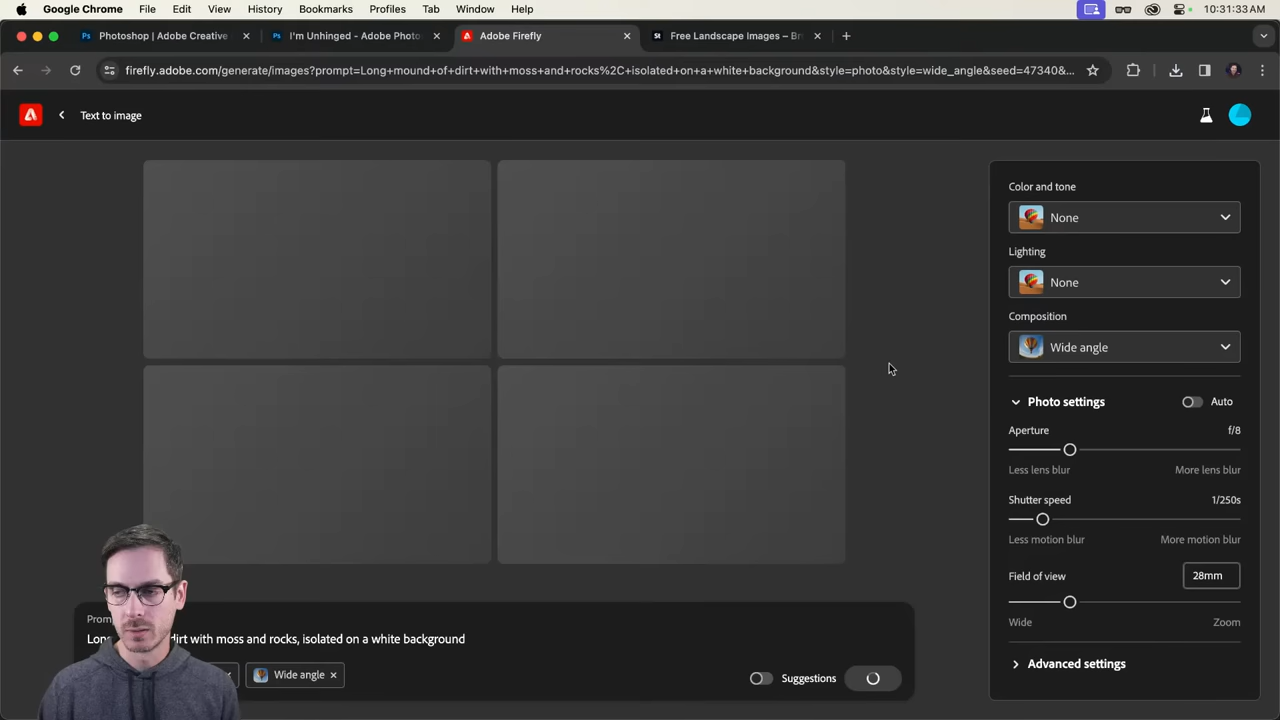 Google Chrome File Edit View History Bookmarks Profiles Tab Window Help 10:31:33 AM
Photoshop | Adobe Creative I'm Unhinged - Adobe Photo Adobe Firefly Free Landscape Images – Br
firefly.adobe.com/generate/images?prompt=Long+mound+of+dirt+with+moss+and+rocks%2C+isolated+on+a+white+background&style=photo&style=wide_angle&seed=47340&...
Text to image
Color and tone
None
Lighting
None
Composition
Wide angle
Photo settings Auto
Aperture f/8
Less lens blur More lens blur
Shutter speed 1/250s
Less motion blur More motion blur
Field of view 28mm
Wide Zoom
Advanced settings
Prom
Long dirt with moss and rocks, isolated on a white background
Wide angle
Suggestions